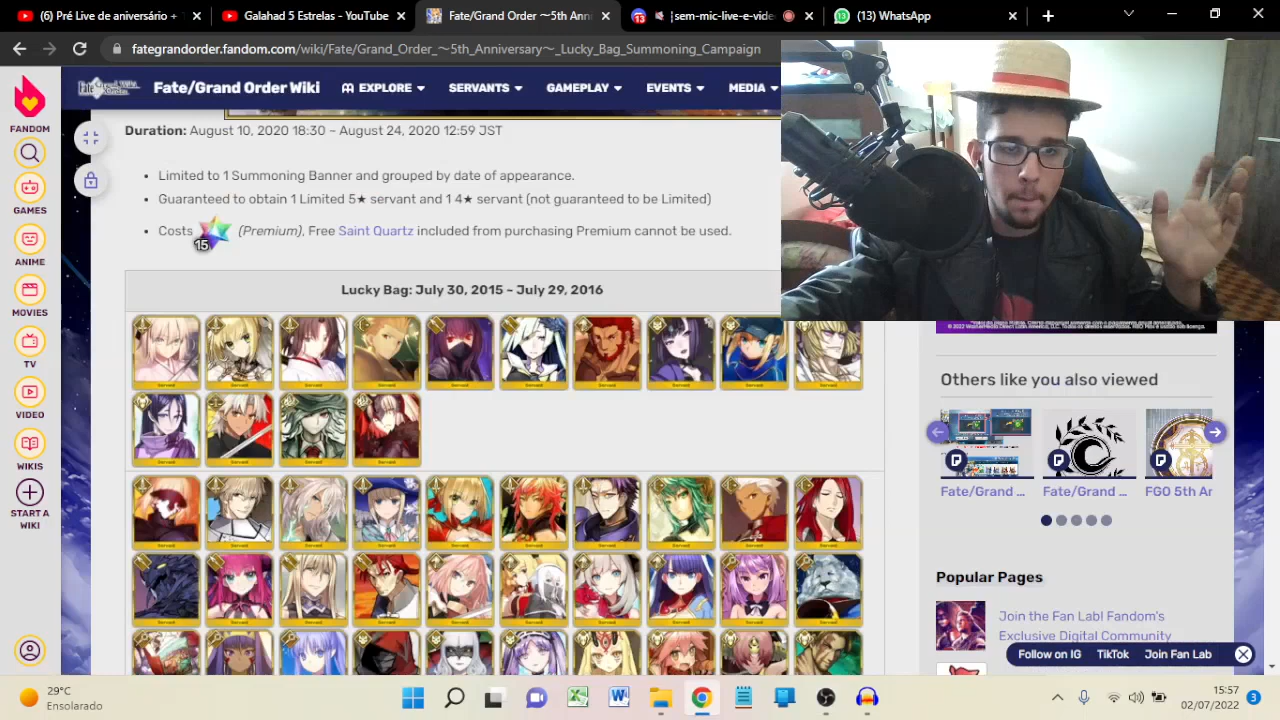 (6) Pré Live de aniversário + T
Galahad 5 Estrelas - YouTube
Fate/Grand Order ～5th Anni
[sem-mic-live-e-video
(13) WhatsApp
fategrandorder.fandom.com/wiki/Fate/Grand_Order_～5th_Anniversary～_Lucky_Bag_Summoning_Campaign
FANDOM
GAMES
ANIME
MOVIES
TV
VIDEO
WIKIS
START A
WIKI
Fate/Grand Order Wiki
EXPLORE
SERVANTS
GAMEPLAY
EVENTS
MEDIA
Duration: August 10, 2020 18:30 ~ August 24, 2020 12:59 JST
Limited to 1 Summoning Banner and grouped by date of appearance.
Guaranteed to obtain 1 Limited 5★ servant and 1 4★ servant (not guaranteed to be Limited)
Costs 15 (Premium), Free Saint Quartz included from purchasing Premium cannot be used.
Lucky Bag: July 30, 2015 ~ July 29, 2016
Others like you also viewed
Fate/Grand ...
Fate/Grand ...
FGO 5th An
Popular Pages
Join the Fan Lab! Fandom's
Exclusive Digital Community
Follow on IG
TikTok
Join Fan Lab
29°C
Ensolarado
15:57
02/07/2022
3